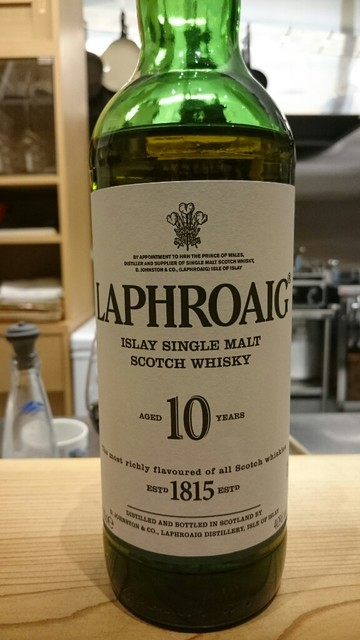 BY APPOINTMENT TO HRH THE PRINCE OF WALES,
DISTILLER AND SUPPLIER OF SINGLE MALT SCOTCH WHISKY,
D. JOHNSTON & CO., (LAPHROAIG) ISLE OF ISLAY
LAPHROAIG®
ISLAY SINGLE MALT
SCOTCH WHISKY
AGED 10 YEARS
The most richly flavoured of all Scotch whiskies
ESTD 1815 ESTD
DISTILLED AND BOTTLED IN SCOTLAND BY
D. JOHNSTON & CO., LAPHROAIG DISTILLERY, ISLE OF ISLAY